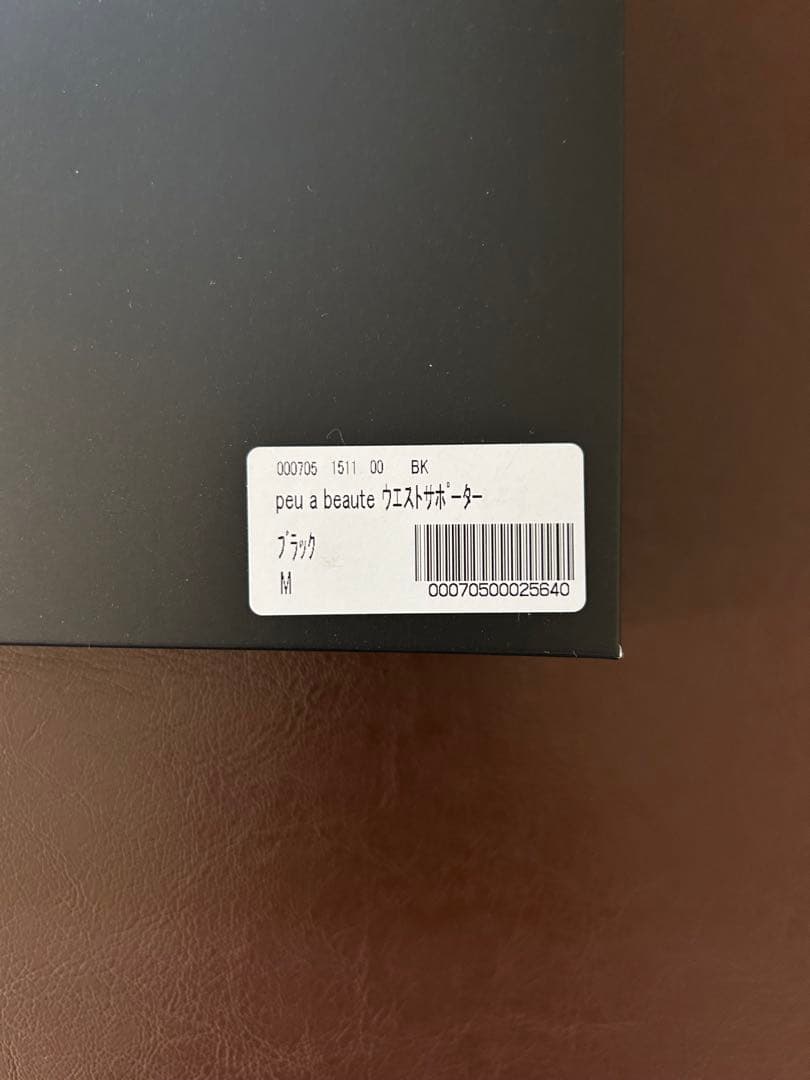 000705 1511 00 BK
peu a beaute ｳｴｽﾄｻﾎﾟｰﾀｰ
ﾌﾞﾗｯｸ
M
00070500025640